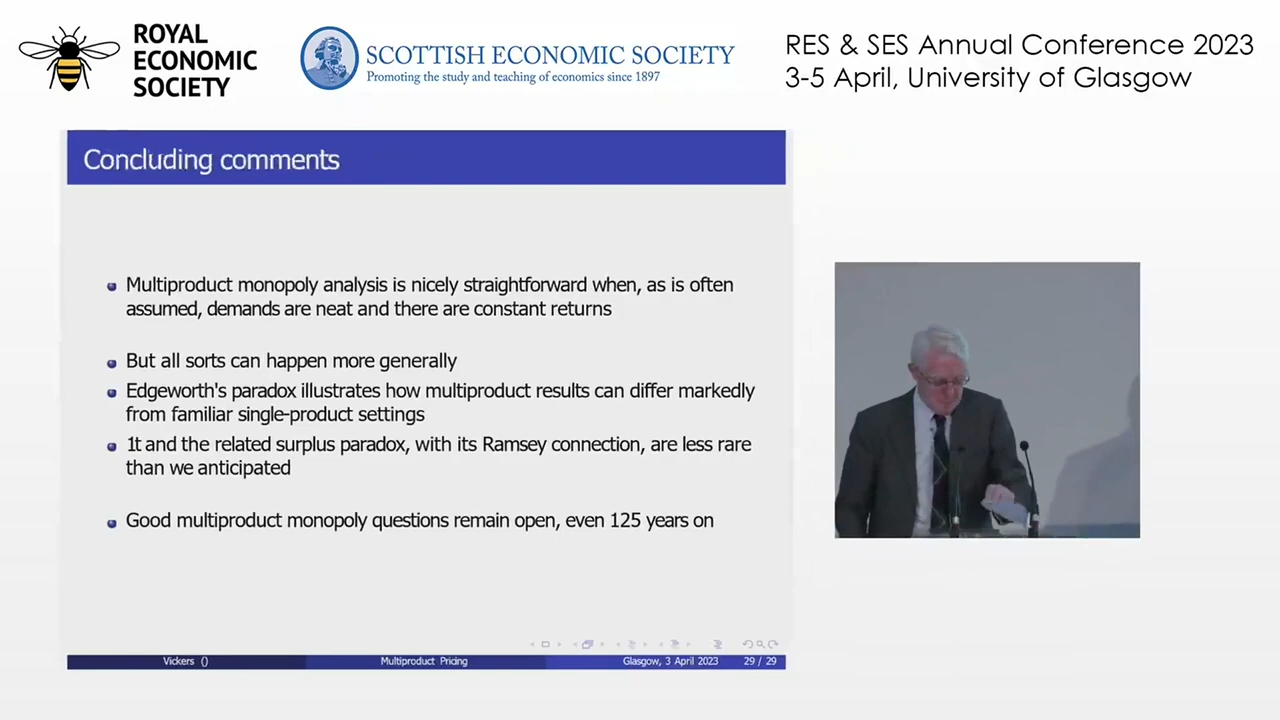 ROYAL
ECONOMIC
SOCIETY
SCOTTISH ECONOMIC SOCIETY
Promoting the study and teaching of economics since 1897
RES & SES Annual Conference 2023
3-5 April, University of Glasgow
Concluding comments
Multiproduct monopoly analysis is nicely straightforward when, as is often
assumed, demands are neat and there are constant returns
But all sorts can happen more generally
Edgeworth's paradox illustrates how multiproduct results can differ markedly
from familiar single-product settings
1t and the related surplus paradox, with its Ramsey connection, are less rare
than we anticipated
Good multiproduct monopoly questions remain open, even 125 years on
Vickers ()
Multiproduct Pricing
Glasgow, 3 April 2023
29 / 29